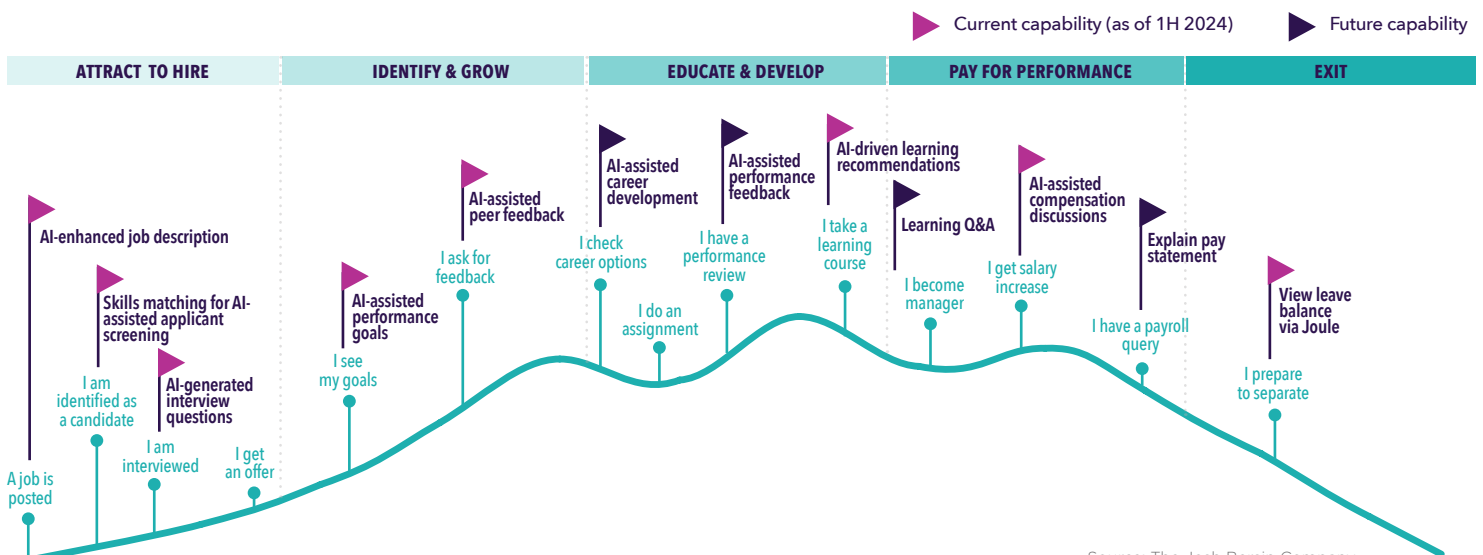 Current capability (as of 1H 2024)
Future capability
ATTRACT TO HIRE
IDENTIFY & GROW
EDUCATE & DEVELOP
PAY FOR PERFORMANCE
EXIT
AI-enhanced job description
A job is
posted
Skills matching for AI-
assisted applicant
screening
I am
identified as
a candidate
AI-generated
interview
questions
I am
interviewed
I get
an offer
AI-assisted
performance
goals
I see
my goals
AI-assisted
peer feedback
I ask for
feedback
AI-assisted
career
development
I check
career options
I do an
assignment
AI-assisted
performance
feedback
I have a
performance
review
AI-driven learning
recommendations
I take a
learning
course
Learning Q&A
I become
manager
AI-assisted
compensation
discussions
I get salary
increase
Explain pay
statement
I have a payroll
query
View leave
balance
via Joule
I prepare
to separate
Source: The Josh Bersin Company